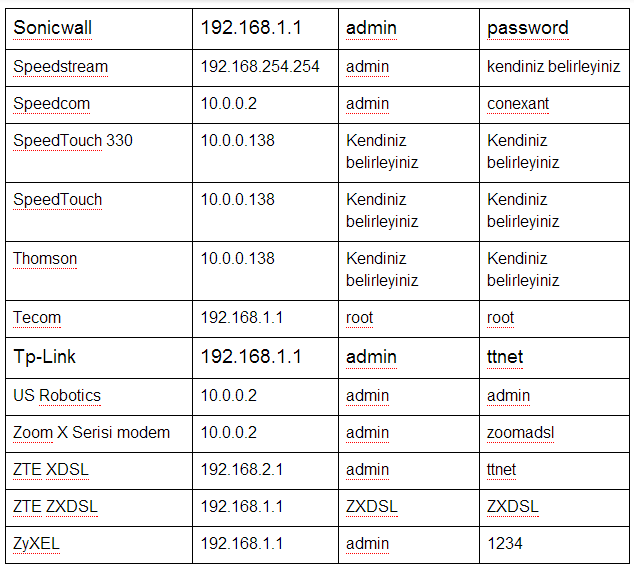 Sonicwall 192.168.1.1 admin password
Speedstream 192.168.254.254 admin kendiniz belirleyiniz
Speedcom 10.0.0.2 admin conexant
SpeedTouch 330 10.0.0.138 Kendiniz belirleyiniz Kendiniz belirleyiniz
SpeedTouch 10.0.0.138 Kendiniz belirleyiniz Kendiniz belirleyiniz
Thomson 10.0.0.138 Kendiniz belirleyiniz Kendiniz belirleyiniz
Tecom 192.168.1.1 root root
Tp-Link 192.168.1.1 admin ttnet
US Robotics 10.0.0.2 admin admin
Zoom X Serisi modem 10.0.0.2 admin zoomadsl
ZTE XDSL 192.168.2.1 admin ttnet
ZTE ZXDSL 192.168.1.1 ZXDSL ZXDSL
ZyXEL 192.168.1.1 admin 1234